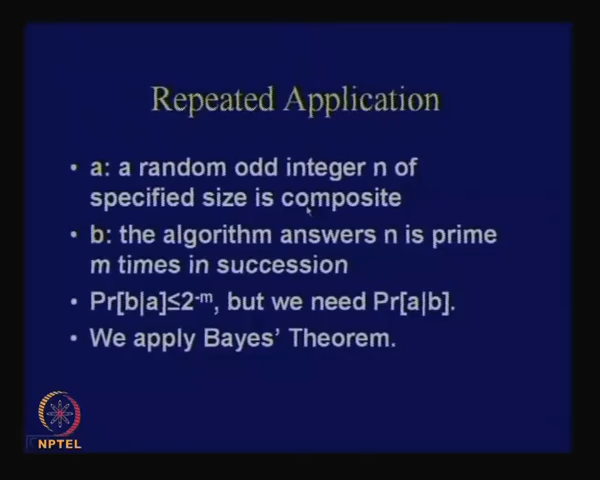 Repeated Application
• a: a random odd integer n of
specified size is composite
• b: the algorithm answers n is prime
m times in succession
• Pr[b|a]≤2⁻ᵐ, but we need Pr[a|b].
• We apply Bayes' Theorem.
NPTEL